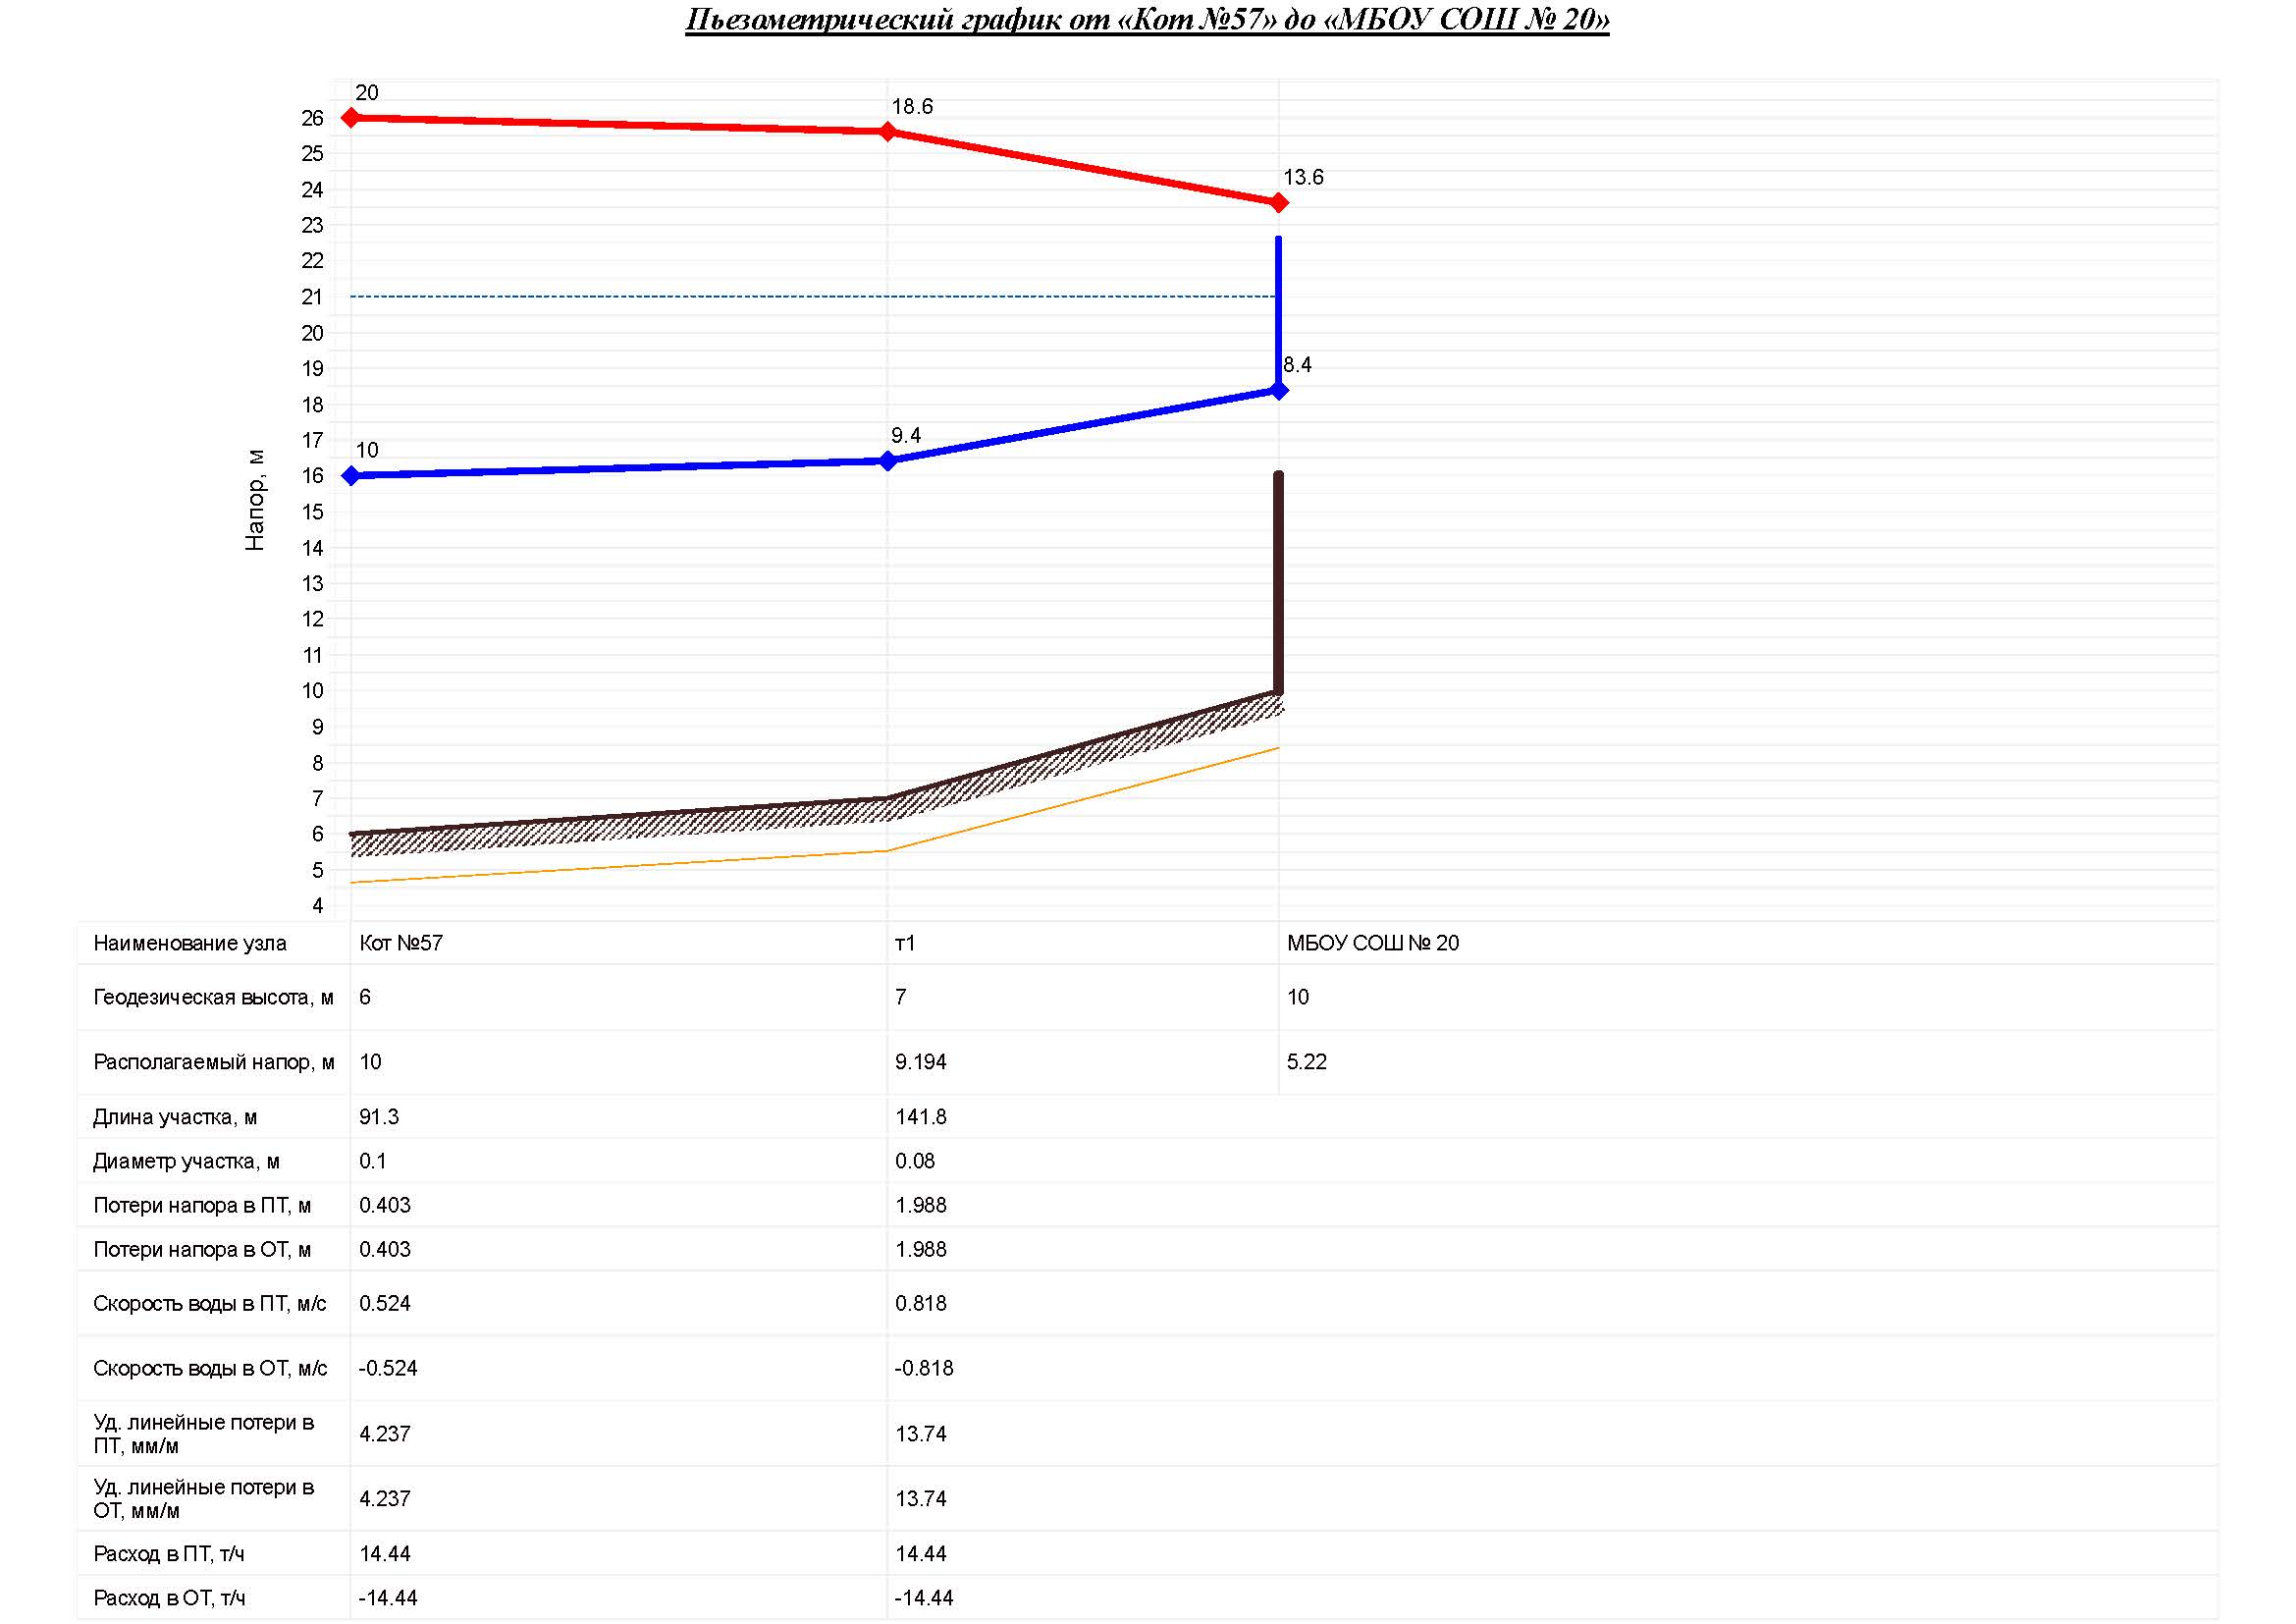 Пьезометрический график от «Кот №57» до «МБОУ СОШ № 20»
20
18.6
13.6
8.4
10
9.4
Напор, м
26
25
24
23
22
21
20
19
18
17
16
15
14
13
12
11
10
9
8
7
6
5
4
Наименование узла Кот №57 т1 МБОУ СОШ № 20
Геодезическая высота, м 6 7 10
Располагаемый напор, м 10 9.194 5.22
Длина участка, м 91.3 141.8
Диаметр участка, м 0.1 0.08
Потери напора в ПТ, м 0.403 1.988
Потери напора в ОТ, м 0.403 1.988
Скорость воды в ПТ, м/с 0.524 0.818
Скорость воды в ОТ, м/с -0.524 -0.818
Уд. линейные потери в
ПТ, мм/м 4.237 13.74
Уд. линейные потери в
ОТ, мм/м 4.237 13.74
Расход в ПТ, т/ч 14.44 14.44
Расход в ОТ, т/ч -14.44 -14.44